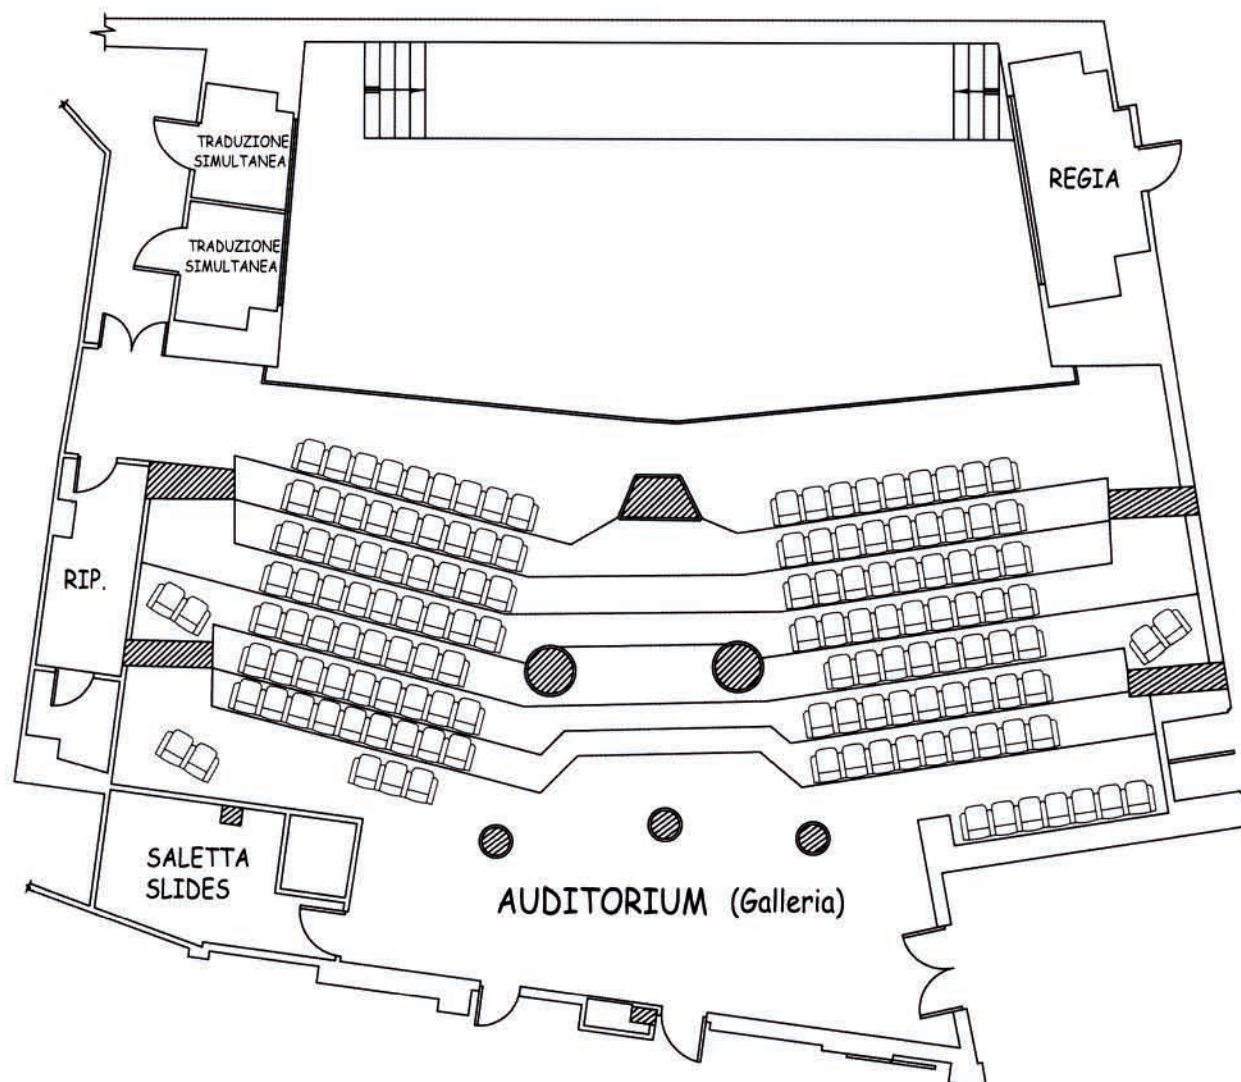 TRADUZIONE
SIMULTANEA
REGIA
TRADUZIONE
SIMULTANEA
RIP.
SALETTA
SLIDES
AUDITORIUM (Galleria)